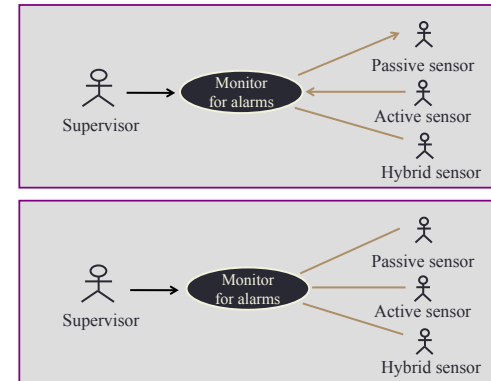 Monitor
for alarms
Supervisor
Passive sensor
Active sensor
Hybrid sensor
Monitor
for alarms
Supervisor
Passive sensor
Active sensor
Hybrid sensor